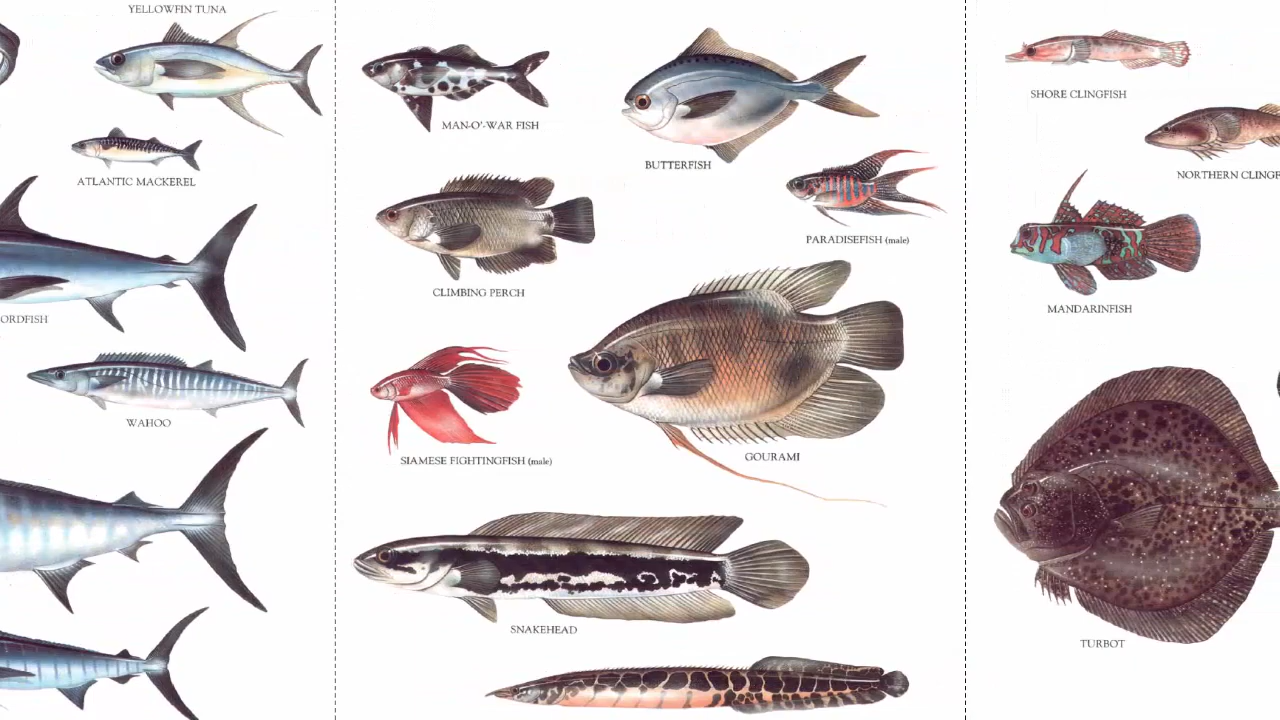 YELLOWFIN TUNA
ATLANTIC MACKEREL
ORDFISH
WAHOO
MAN-O'-WAR FISH
BUTTERFISH
PARADISEFISH (male)
CLIMBING PERCH
SIAMESE FIGHTINGFISH (male)
GOURAMI
SNAKEHEAD
SHORE CLINGFISH
NORTHERN CLINGF
MANDARINFISH
TURBOT